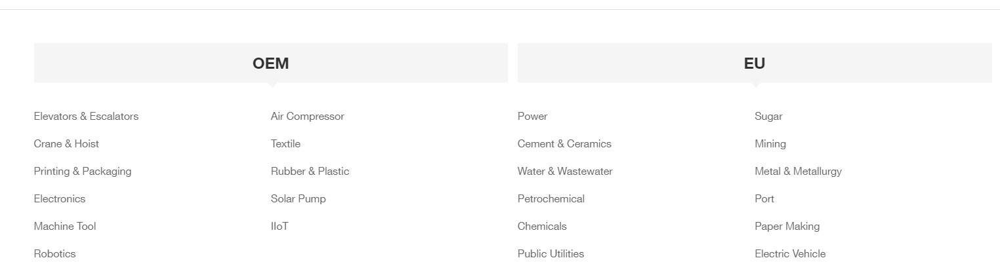 OEM
Elevators & Escalators
Crane & Hoist
Printing & Packaging
Electronics
Machine Tool
Robotics
Air Compressor
Textile
Rubber & Plastic
Solar Pump
IIoT
EU
Power
Cement & Ceramics
Water & Wastewater
Petrochemical
Chemicals
Public Utilities
Sugar
Mining
Metal & Metallurgy
Port
Paper Making
Electric Vehicle